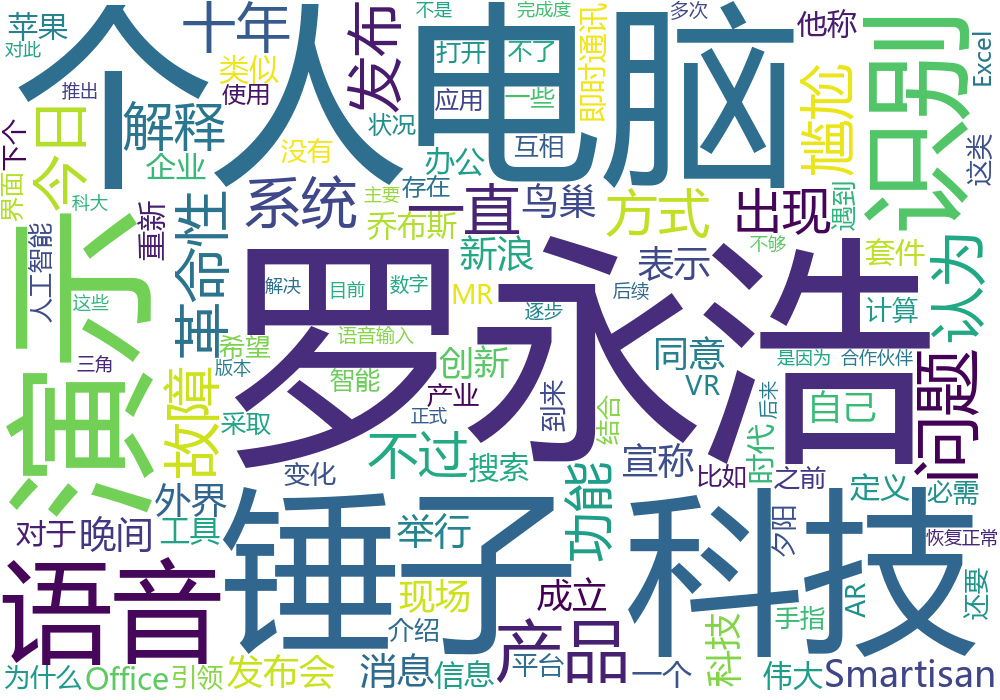 苹果
对此
十年
类似
推出
使用
个人电脑
发布
不是
打开
应用
状况
完成度
不了
一些
互相
即时通讯
多次
他称
尴尬
识别
Excel
这类
下个
界面
今日
解释
企业
没有
办公
科大
重新
革命性
系统
主要
存在
乔布斯
一直
鸟巢
方式
出现
遇到
不够
套件
认为
人工智能
这些
演示
三角
希望
版本
解决
目前
数字
语音输入
智能
新浪
MR
创新
逐步
后续
表示
同意
VR
计算
是因为
合作伙伴
罗永浩
故障
采取
变化
产业
正式
不过
搜索
到来
结合
功能
宣称
比如
时代
后来
之前
自己
定义
问题
必需
恢复正常
外界
对于
晚间
工具
语音
锤子科技
举行
现场
介绍
成立
产品
平台
一个
科技
夕阳
手指
AR
还要
为什么
Office
引领
发布会
消息
信息
伟大
Smartisan